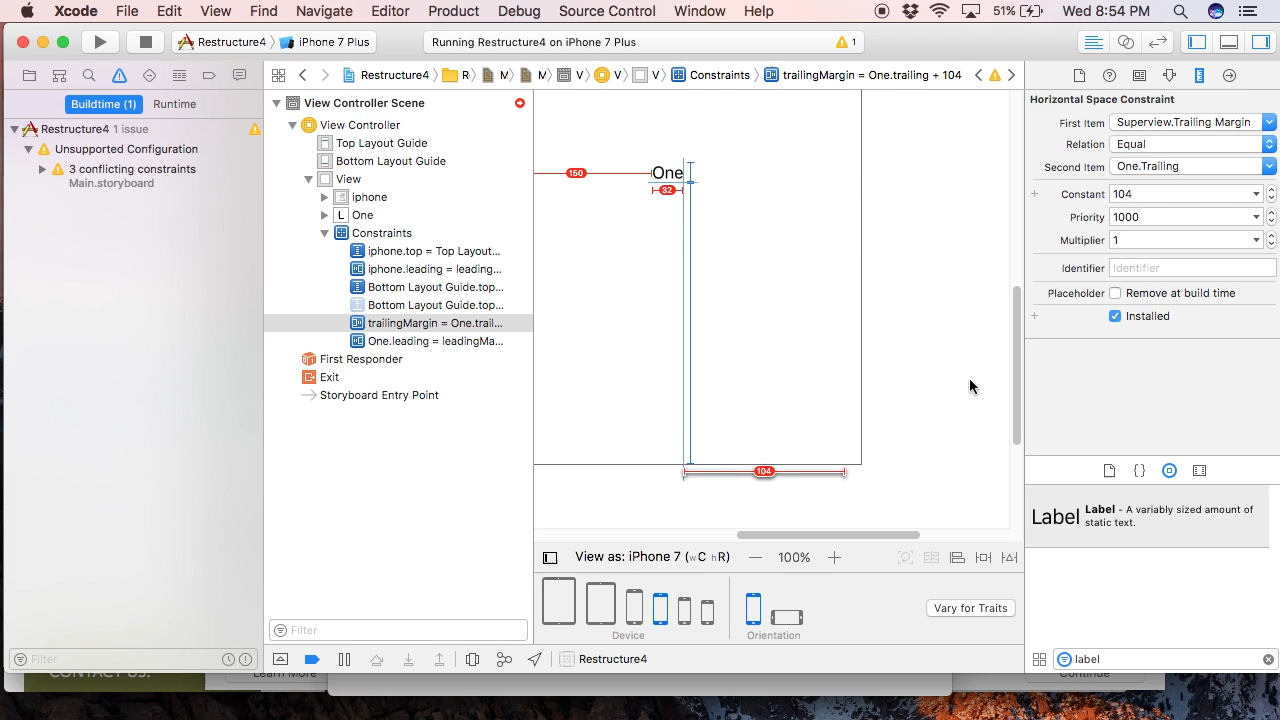 Xcode File Edit View Find Navigate Editor Product Debug Source Control Window Help 51% Wed 8:54 PM
Restructure4 iPhone 7 Plus Running Restructure4 on iPhone 7 Plus 1
Restructure4 R M M V V V Constraints trailingMargin = One.trailing + 104
Buildtime (1) Runtime
Restructure4 1 issue
Unsupported Configuration
3 conflicting constraints
Main.storyboard
Filter
View Controller Scene
View Controller
Top Layout Guide
Bottom Layout Guide
View
iphone
L One
Constraints
iphone.top = Top Layout...
iphone.leading = leading...
Bottom Layout Guide.top...
Bottom Layout Guide.top...
trailingMargin = One.trail...
One.leading = leadingMa...
First Responder
Exit
Storyboard Entry Point
Filter
150 One
32
104
View as: iPhone 7 (wC hR) — 100% +
Device
Orientation
Vary for Traits
Restructure4
Horizontal Space Constraint
First Item Superview.Trailing Margin
Relation Equal
Second Item One.Trailing
+ Constant 104
Priority 1000
Multiplier 1
Identifier Identifier
Placeholder Remove at build time
+ Installed
Label Label - A variably sized amount of
static text.
label
CONTACT US! Learn More Continue